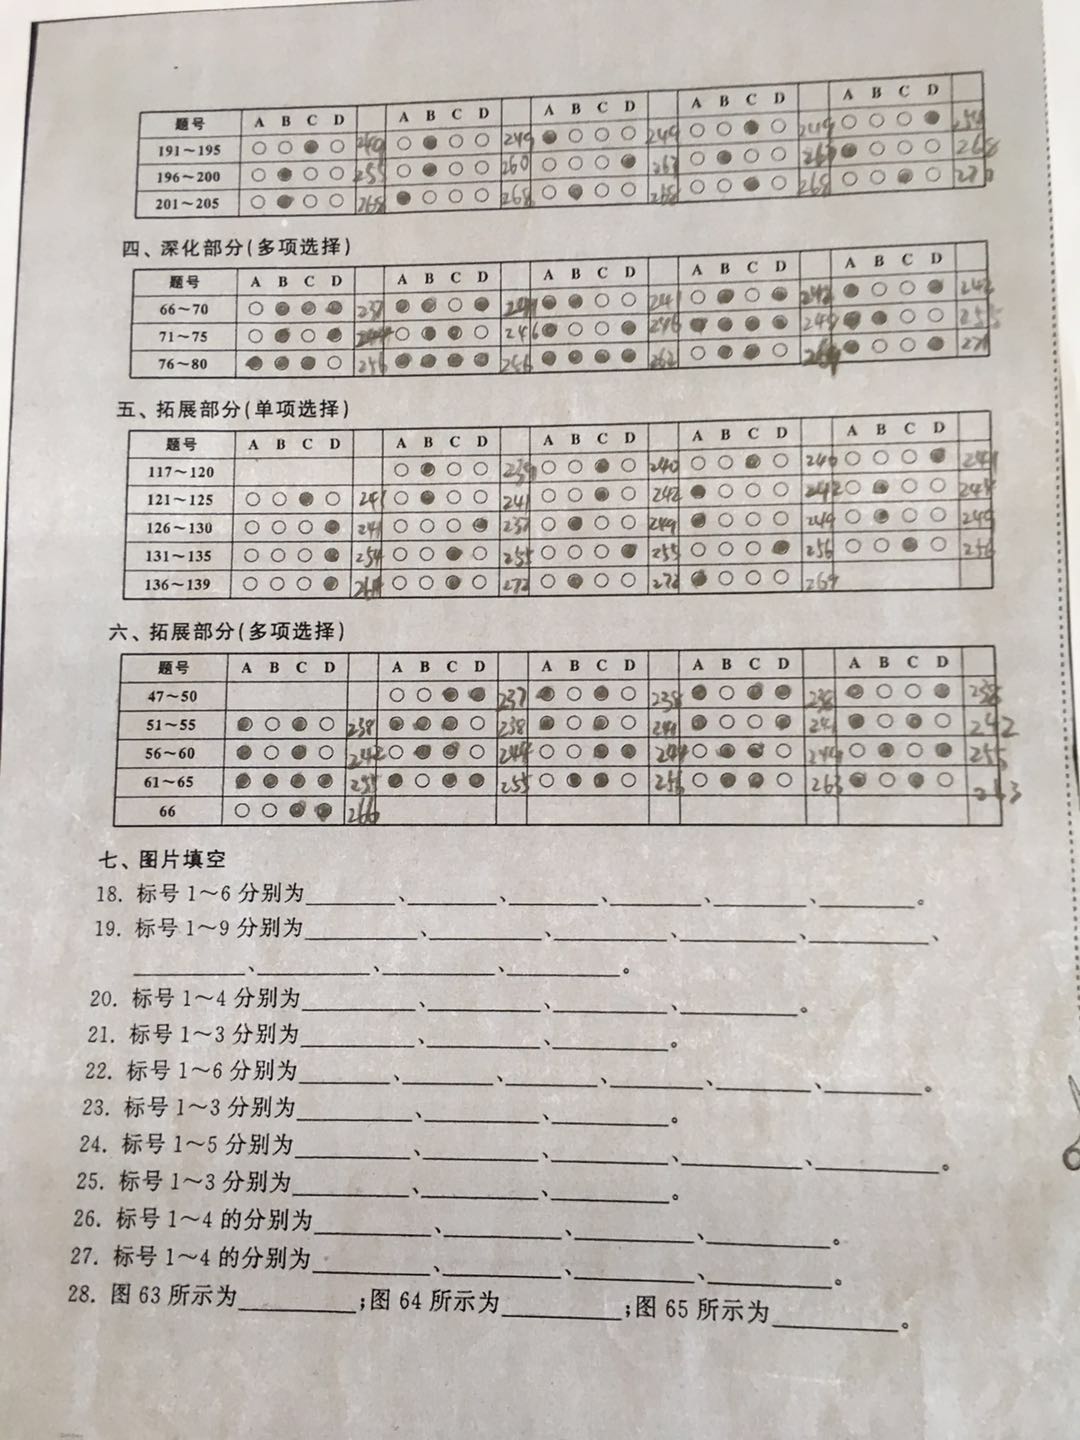 题号 A B C D A B C D A B C D A B C D A B C D
191～195 249 249 249
196～200 255 260 268
201～205 268 268 268 268
四、深化部分(多项选择)
题号 A B C D A B C D A B C D A B C D A B C D
66～70 237 241 242 242
71～75 246 246 249 255
76～80 256 256 262
五、拓展部分(单项选择)
题号 A B C D A B C D A B C D A B C D A B C D
117～120 239 240 240 241
121～125 241 241 242 242 244
126～130 241 237 249 249 249
131～135 254 255 255 256 256
136～139 264 272 272 264
六、拓展部分(多项选择)
题号 A B C D A B C D A B C D A B C D A B C D
47～50 237 238 238 238
51～55 238 238 241 241 242
56～60 242 244 244 249 255
61～65 255 255 256 263 263
66 266
七、图片填空
18. 标号1～6分别为________、________、________、________、________、________。
19. 标号1～9分别为________、________、________、________、________、
________、________、________、________。
20. 标号1～4分别为________、________、________、________。
21. 标号1～3分别为________、________、________。
22. 标号1～6分别为________、________、________、________、________、________。
23. 标号1～3分别为________、________、________。
24. 标号1～5分别为________、________、________、________、________。
25. 标号1～3分别为________、________、________。
26. 标号1～4的分别为________、________、________、________。
27. 标号1～4的分别为________、________、________、________。
28. 图63所示为________;图64所示为________;图65所示为________。